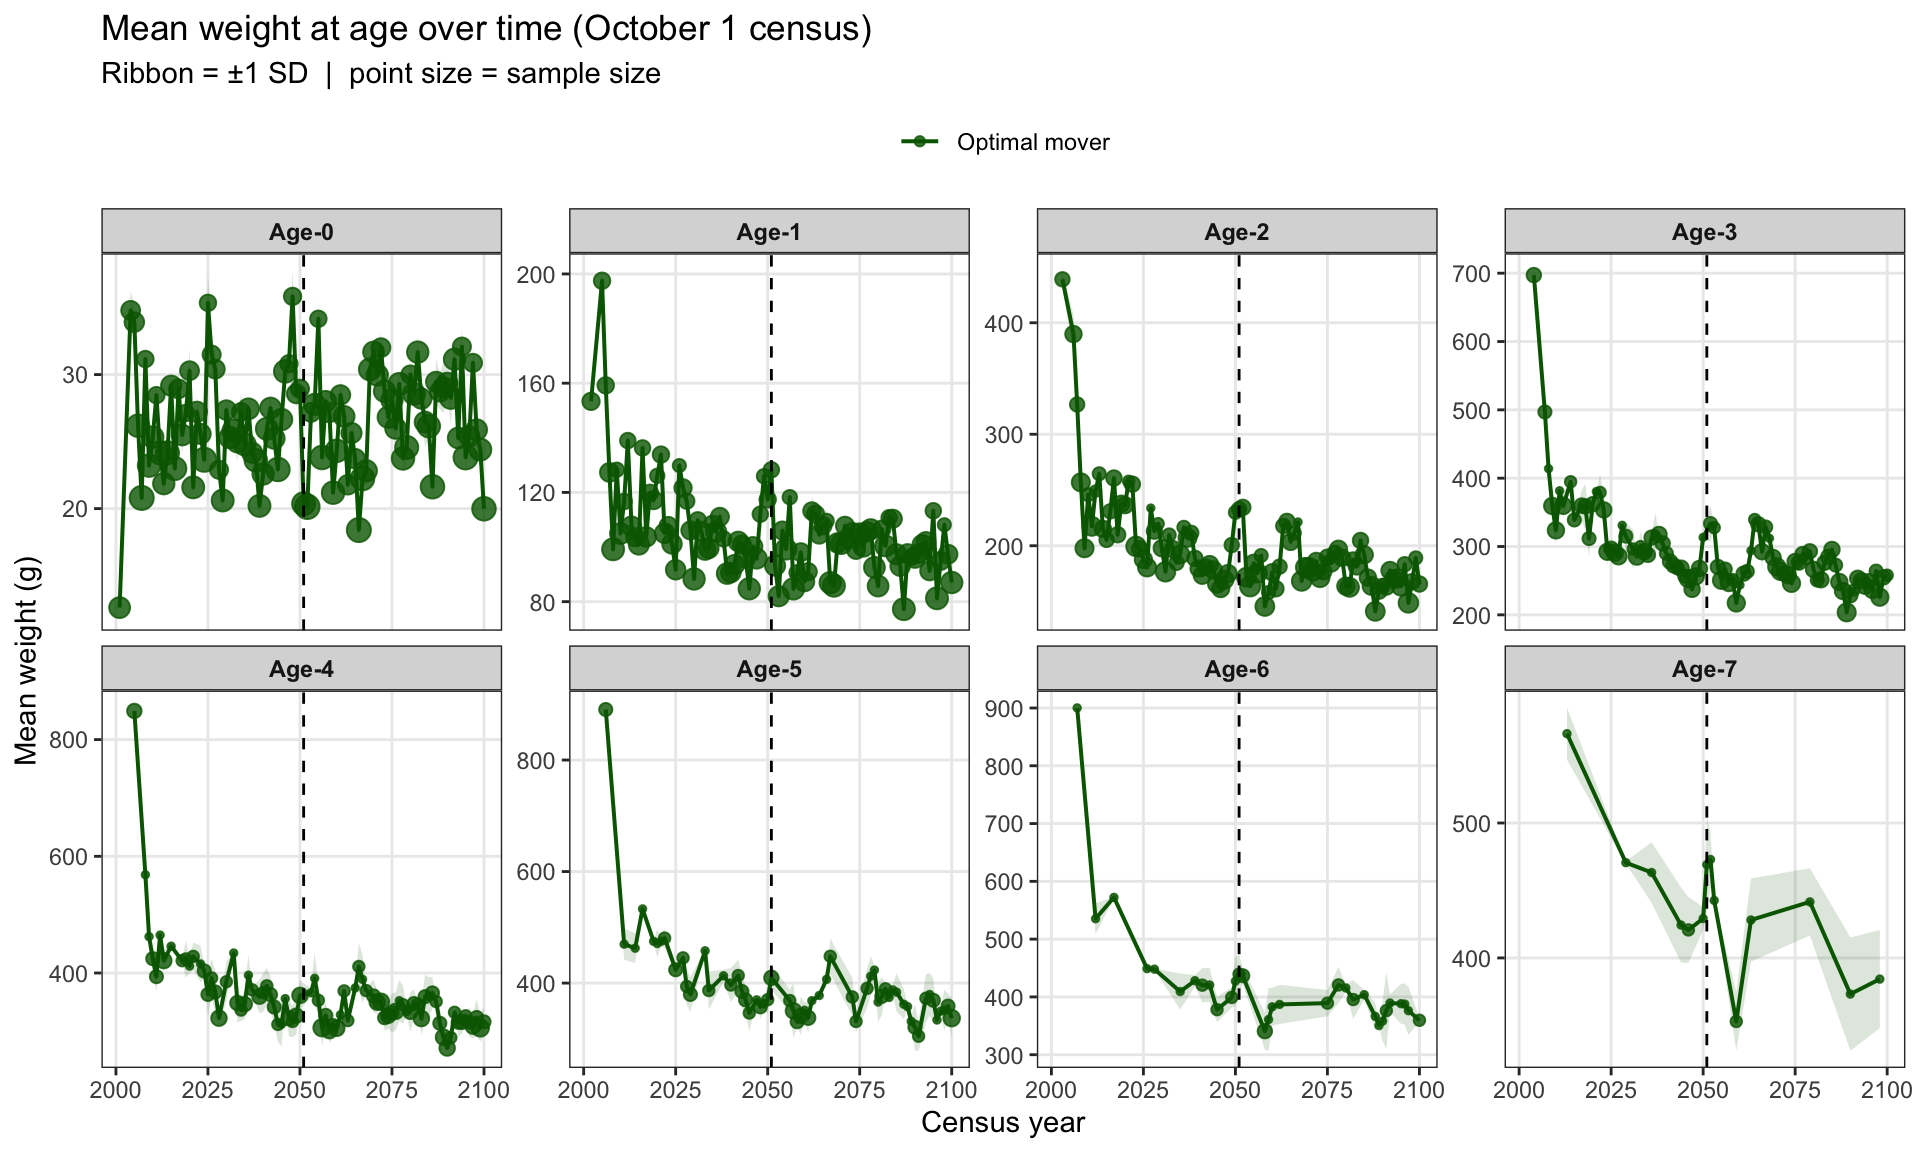 Mean weight at age over time (October 1 census)
Ribbon = ±1 SD | point size = sample size
Optimal mover
Mean weight (g)
Age-0
Age-1
Age-2
Age-3
30
20
200
160
120
80
400
300
200
700
600
500
400
300
200
Age-4
Age-5
Age-6
Age-7
800
600
400
800
600
400
900
800
700
600
500
400
300
500
400
2000 2025 2050 2075 2100
2000 2025 2050 2075 2100
2000 2025 2050 2075 2100
2000 2025 2050 2075 2100
Census year